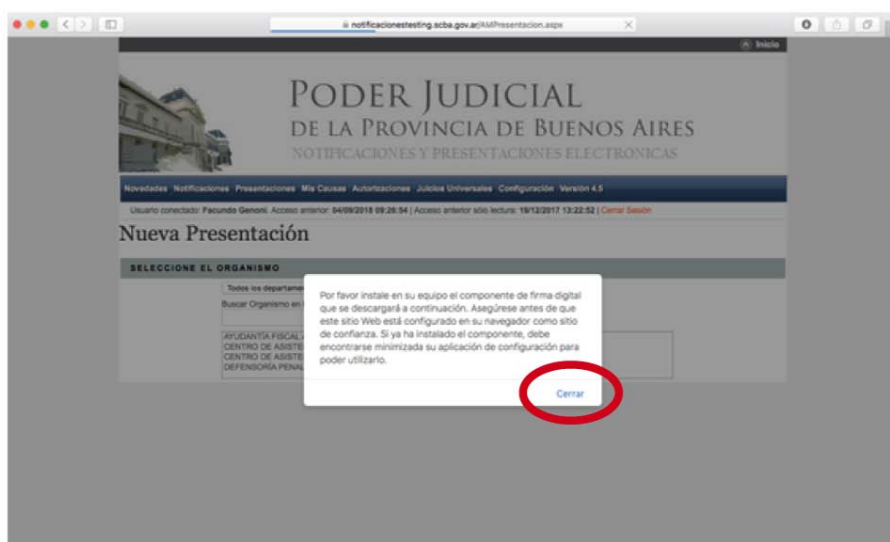 notificacionestesting.scba.gov.ar/AMPresentacion.aspx
Inicio
PODER JUDICIAL
DE LA PROVINCIA DE BUENOS AIRES
NOTIFICACIONES Y PRESENTACIONES ELECTRONICAS
Novedades Notificaciones Presentaciones Mis Causas Autorizaciones Juicios Universales Configuración Versión 4.5
Usuario conectado: Facundo Genoni. Acceso anterior: 04/09/2018 09:26:54 | Acceso anterior sólo lectura: 19/12/2017 13:22:52 | Cerrar Sesión
Nueva Presentación
SELECCIONE EL ORGANISMO
Todos los departame
Buscar Organismo en
AYUDANTÍA FISCAL
CENTRO DE ASISTE
CENTRO DE ASISTE
DEFENSORÍA PENAL
Por favor instale en su equipo el componente de firma digital
que se descargará a continuación. Asegúrese antes de que
este sitio Web está configurado en su navegador como sitio
de confianza. Si ya ha instalado el componente, debe
encontrarse minimizada su aplicación de configuración para
poder utilizarlo.
Cerrar